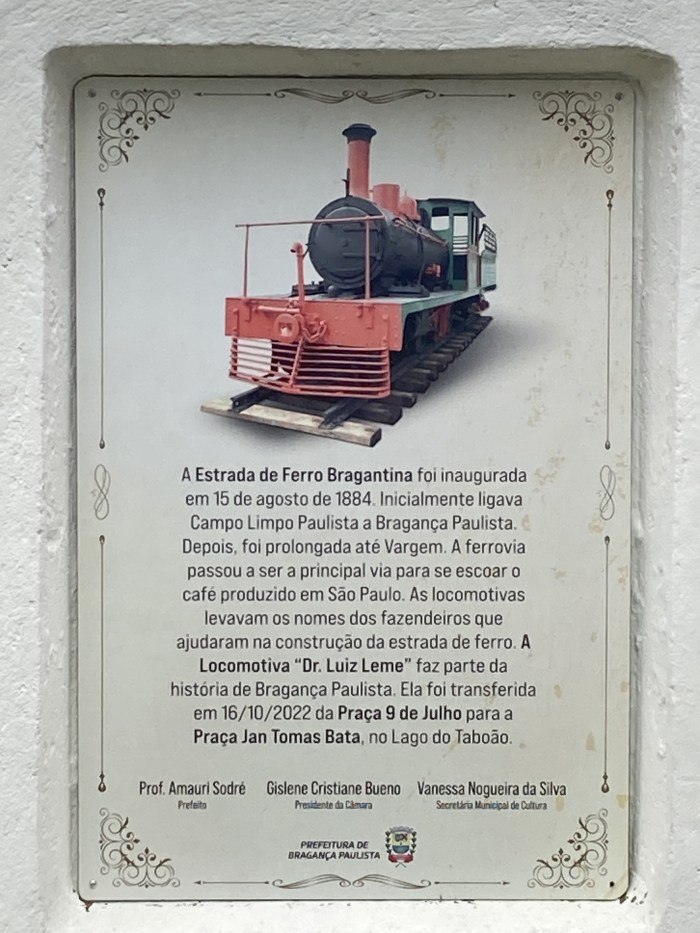 A Estrada de Ferro Bragantina foi inaugurada
em 15 de agosto de 1884. Inicialmente ligava
Campo Limpo Paulista a Bragança Paulista.
Depois, foi prolongada até Vargem. A ferrovia
passou a ser a principal via para se escoar o
café produzido em São Paulo. As locomotivas
levavam os nomes dos fazendeiros que
ajudaram na construção da estrada de ferro. A
Locomotiva “Dr. Luiz Leme” faz parte da
história de Bragança Paulista. Ela foi transferida
em 16/10/2022 da Praça 9 de Julho para a
Praça Jan Tomas Bata, no Lago do Taboão.
Prof. Amauri Sodré Gislene Cristiane Bueno Vanessa Nogueira da Silva
Prefeito Presidente da Câmara Secretária Municipal de Cultura
PREFEITURA DE
BRAGANÇA PAULISTA